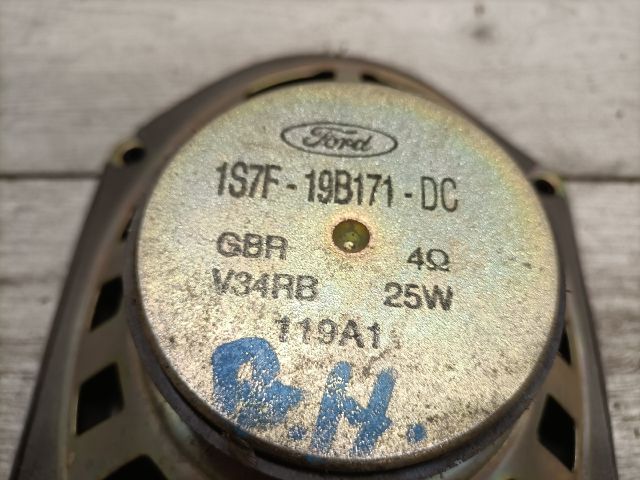 Ford
1S7F-19B171-DC
GBR 4Ω
V34RB 25W
119A1
B.H.